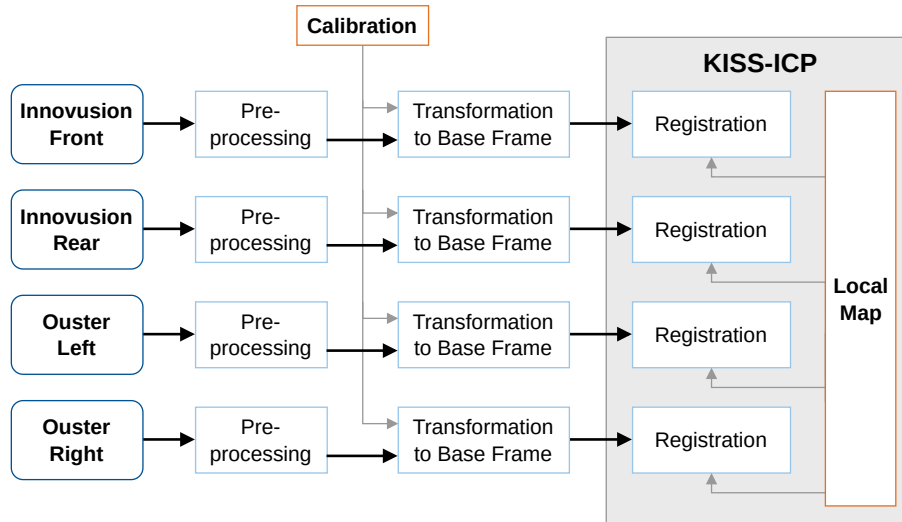 Calibration
KISS-ICP
Innovusion
Front
Pre-
processing
Transformation
to Base Frame
Registration
Innovusion
Rear
Pre-
processing
Transformation
to Base Frame
Registration
Local
Map
Ouster
Left
Pre-
processing
Transformation
to Base Frame
Registration
Ouster
Right
Pre-
processing
Transformation
to Base Frame
Registration